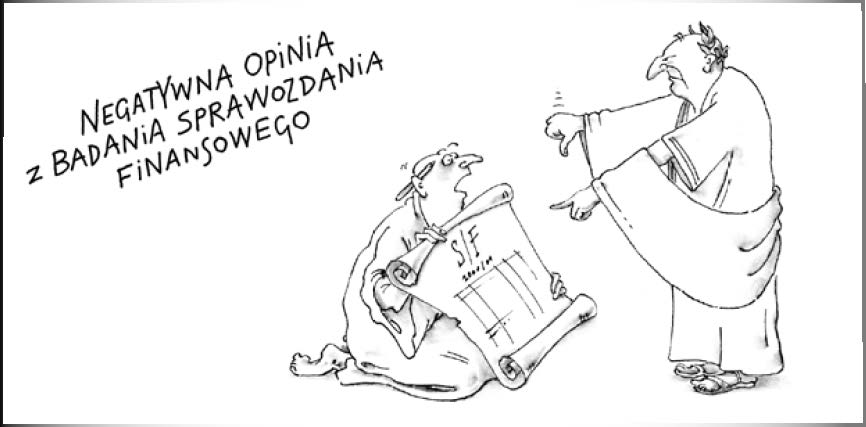 NEGATYWNA OPINIA
Z BADANIA SPRAWOZDANIA
FINANSOWEGO
S/F